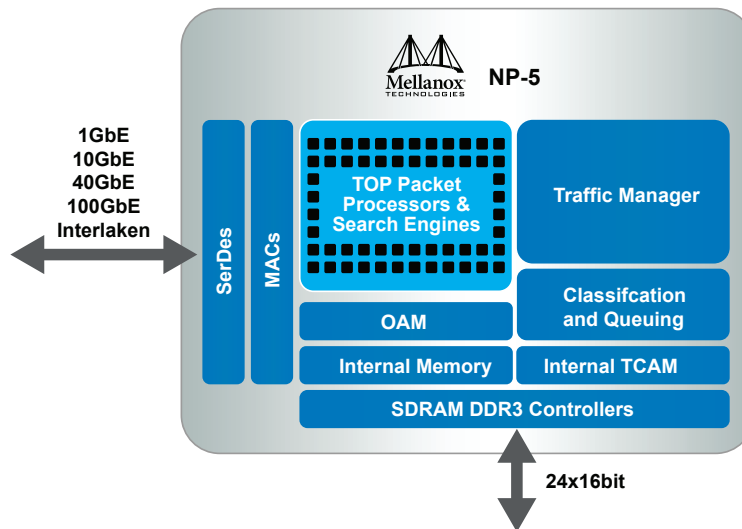 Mellanox
TECHNOLOGIES
NP-5
1GbE
10GbE
40GbE
100GbE
Interlaken
SerDes
MACs
TOP Packet
Processors &
Search Engines
Traffic Manager
OAM
Classifcation
and Queuing
Internal Memory
Internal TCAM
SDRAM DDR3 Controllers
24x16bit